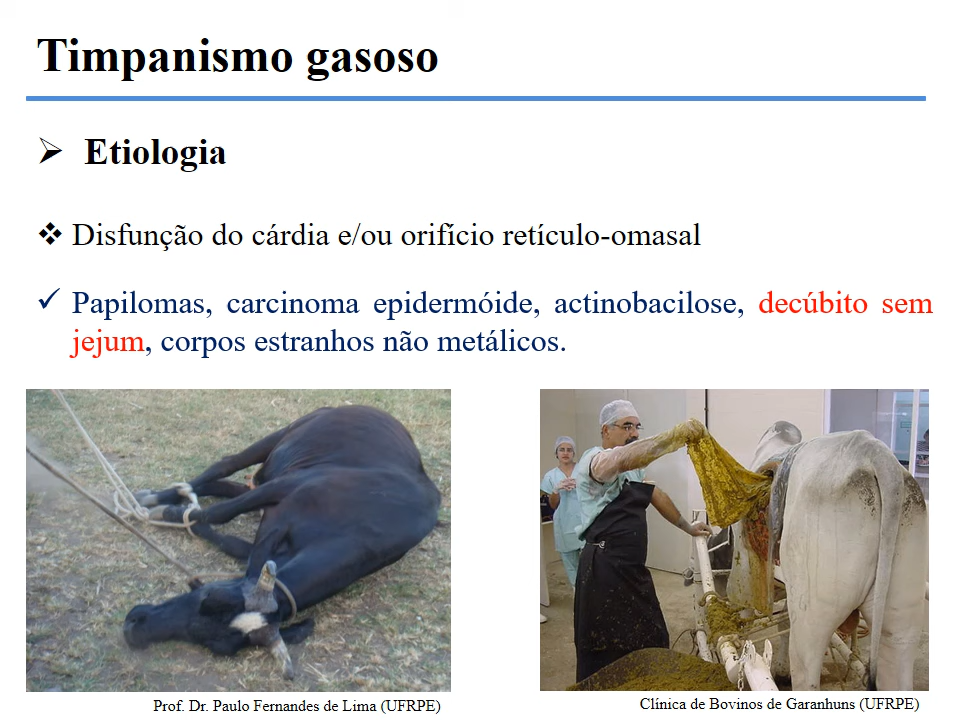 Timpanismo gasoso
Etiologia
Disfunção do cárdia e/ou orifício retículo-omasal
Papilomas, carcinoma epidermóide, actinobacilose, decúbito sem
jejum, corpos estranhos não metálicos.
Prof. Dr. Paulo Fernandes de Lima (UFRPE)
Clínica de Bovinos de Garanhuns (UFRPE)